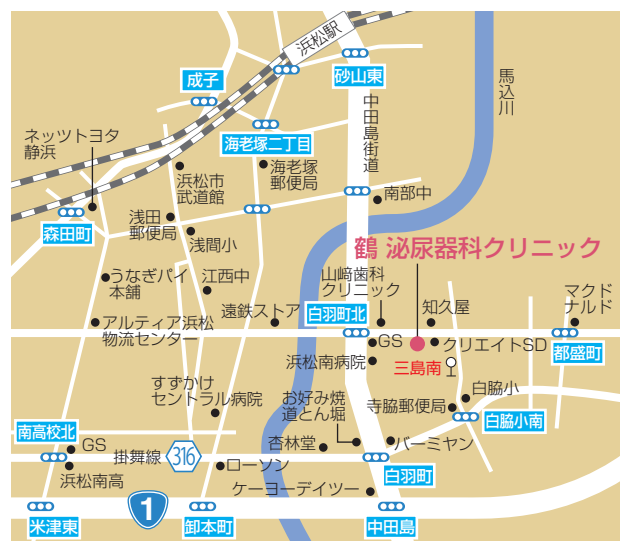 浜松駅
成子
砂山東
馬込川
中田島街道
ネッツトヨタ
静浜
海老塚二丁目
浜松市
武道館
海老塚
郵便局
南部中
森田町
浅田
郵便局
浅間小
鶴 泌尿器科クリニック
うなぎパイ
本舗
江西中
山﨑歯科
クリニック
知久屋
マクド
ナルド
遠鉄ストア
白羽町北
アルティア浜松
物流センター
GS
クリエイトSD
都盛町
浜松南病院
三島南
すずかけ
セントラル病院
お好み焼
道とん堀
白脇小
寺脇郵便局
白脇小南
南高校北
GS
掛舞線
316
杏林堂
バーミヤン
浜松南高
ローソン
白羽町
ケーヨーデイツー
1
米津東
卸本町
中田島